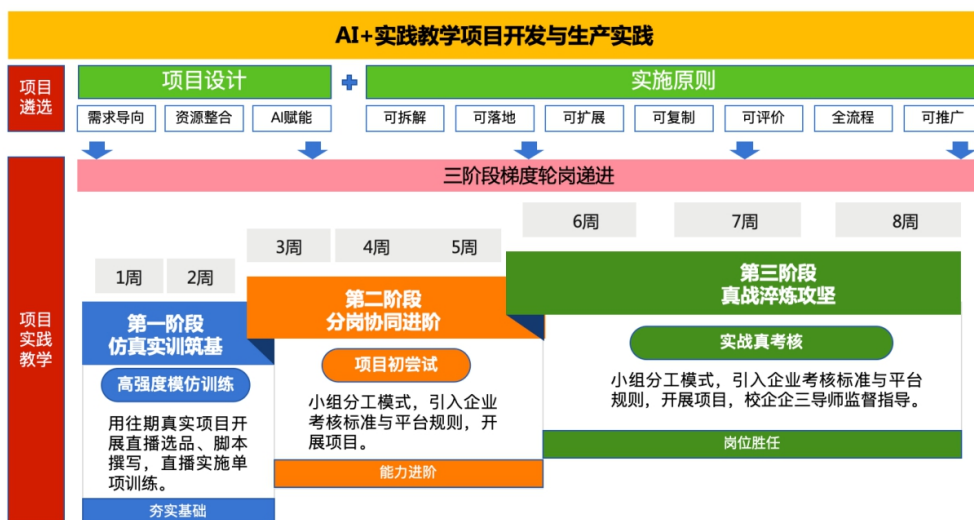 AI+实践教学项目开发与生产实践
项目
遴选
项目设计
实施原则
需求导向
资源整合
AI赋能
可拆解
可落地
可扩展
可复制
可评价
全流程
可推广
三阶段梯度轮岗递进
项目
实践
教学
1周
2周
3周
4周
5周
6周
7周
8周
第一阶段
仿真实训筑基
高强度模仿训练
用往期真实项目开
展直播选品、脚本
撰写，直播实施单
项训练。
夯实基础
第二阶段
分岗协同进阶
项目初尝试
小组分工模式，引入企业
考核标准与平台规则，开
展项目。
能力进阶
第三阶段
真战淬炼攻坚
实战真考核
小组分工模式，引入企业考核标准与平台
规则，开展项目，校企企三导师监督指导。
岗位胜任